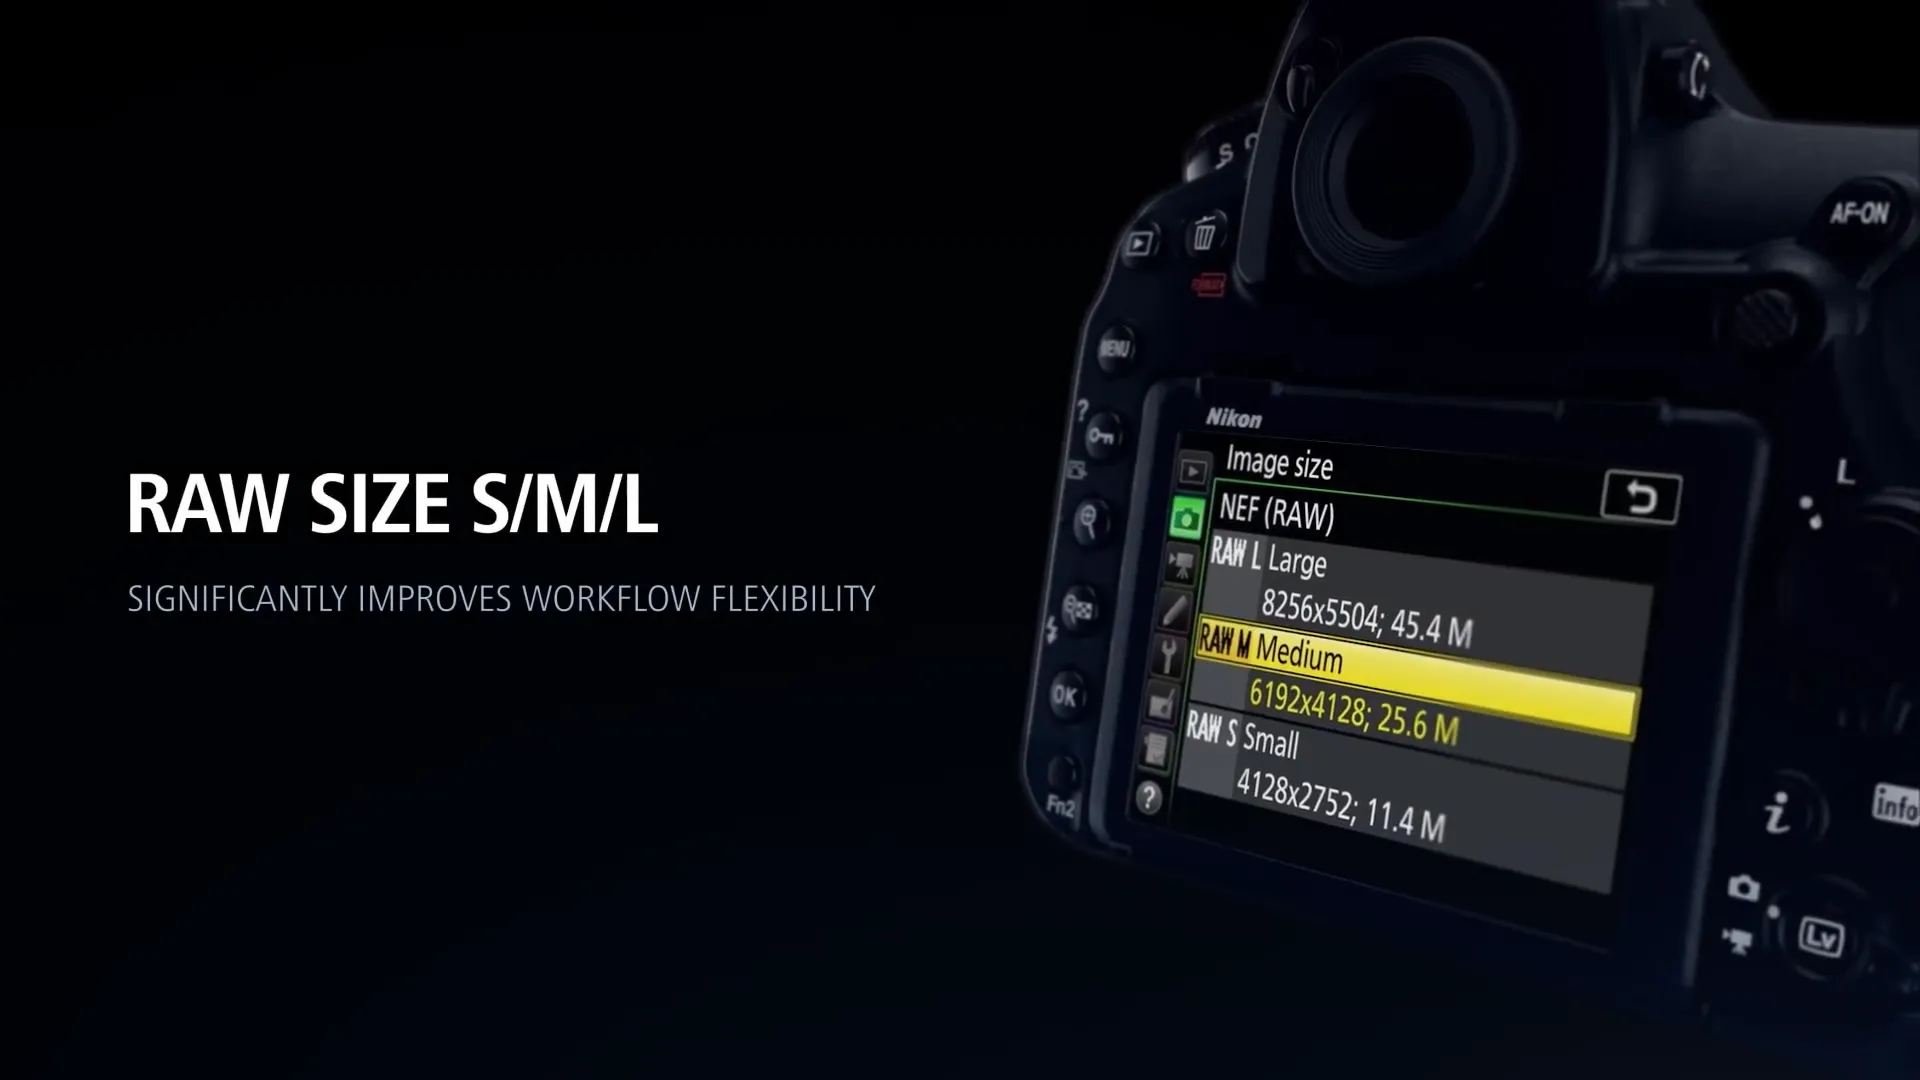 RAW SIZE S/M/L
SIGNIFICANTLY IMPROVES WORKFLOW FLEXIBILITY
S
C
AF-ON
MENU
?
OK
Fn2
Nikon
Image size
NEF (RAW)
RAW L Large
8256x5504; 45.4 M
RAW M Medium
6192x4128; 25.6 M
RAW S Small
4128x2752; 11.4 M
?
L
i
info
Lv